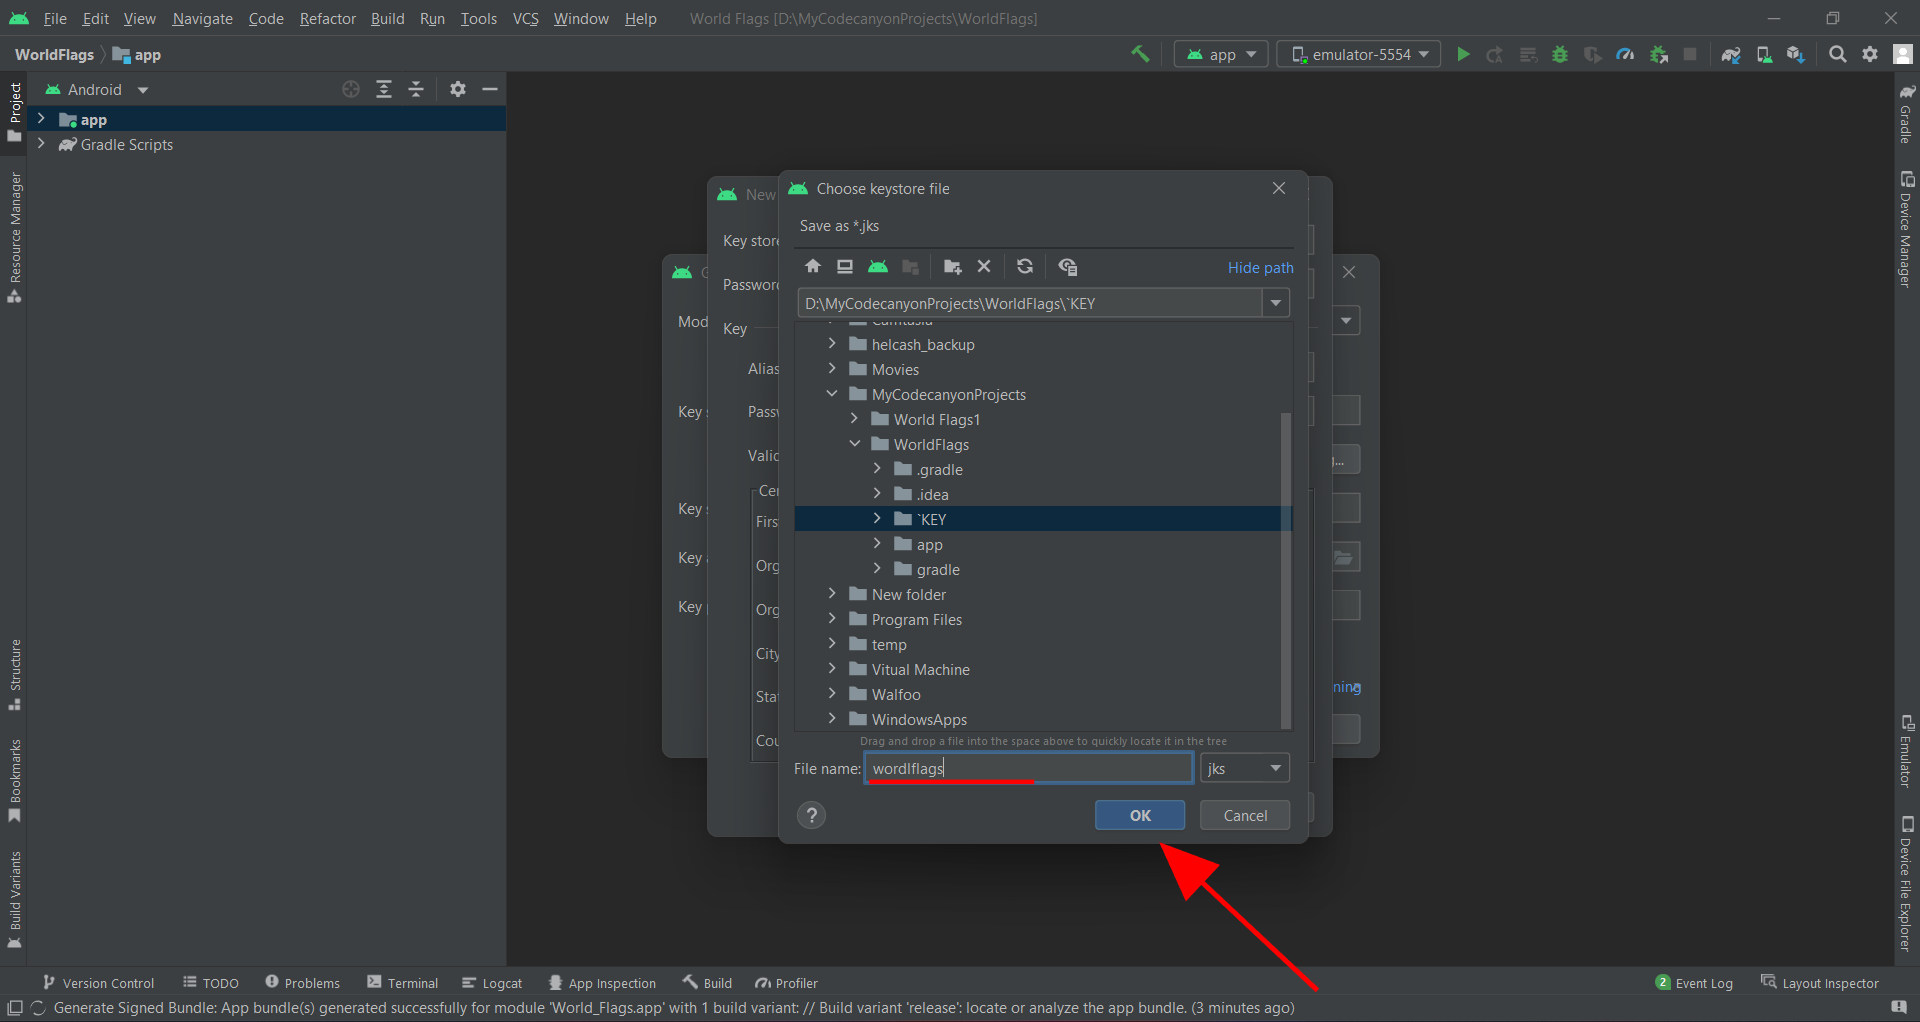 File Edit View Navigate Code Refactor Build Run Tools VCS Window Help World Flags [D:\MyCodecanyonProjects\WorldFlags]
WorldFlags app
app emulator-5554
Project
Resource Manager
Structure
Bookmarks
Build Variants
Android
app
Gradle Scripts
Mod
Key
Key
Key
Key
ning
New
Key store
Password
Key
Alias
Passw
Valid
Cer
Firs
Org
Org
City
Stat
Cou
Choose keystore file
Save as *.jks
Hide path
D:\MyCodecanyonProjects\WorldFlags\`KEY
Camtasia
helcash_backup
Movies
MyCodecanyonProjects
World Flags1
WorldFlags
.gradle
.idea
`KEY
app
gradle
New folder
Program Files
temp
Vitual Machine
Walfoo
WindowsApps
Drag and drop a file into the space above to quickly locate it in the tree
File name: wordlflags jks
? OK Cancel
Gradle
Device Manager
Emulator
Device File Explorer
Version Control TODO Problems Terminal Logcat App Inspection Build Profiler 2 Event Log Layout Inspector
Generate Signed Bundle: App bundle(s) generated successfully for module 'World_Flags.app' with 1 build variant: // Build variant 'release': locate or analyze the app bundle. (3 minutes ago)